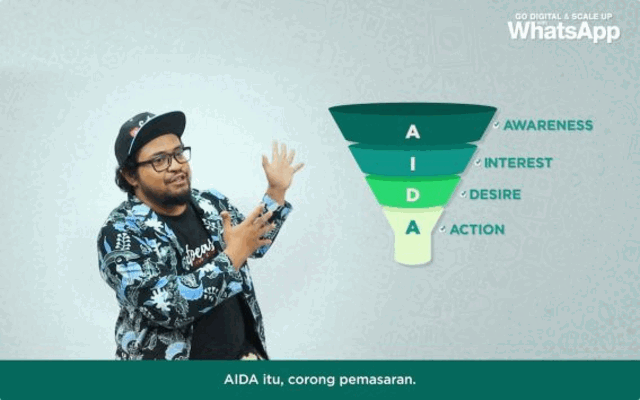 GO DIGITAL & SCALE UP
WhatsApp
A
AWARENESS
I
INTEREST
D
DESIRE
A
ACTION
AIDA itu, corong pemasaran.